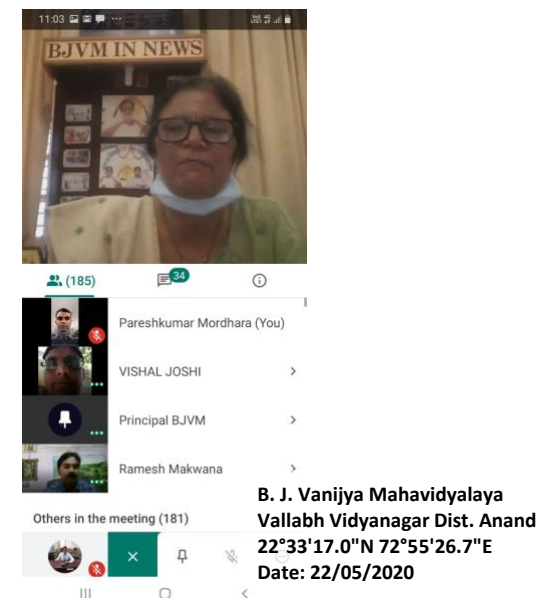 11:03
BJVM IN NEWS
(185)
34
Pareshkumar Mordhara (You)
VISHAL JOSHI
Principal BJVM
Ramesh Makwana
Others in the meeting (181)
B. J. Vanijya Mahavidyalaya
Vallabh Vidyanagar Dist. Anand
22°33'17.0"N 72°55'26.7"E
Date: 22/05/2020